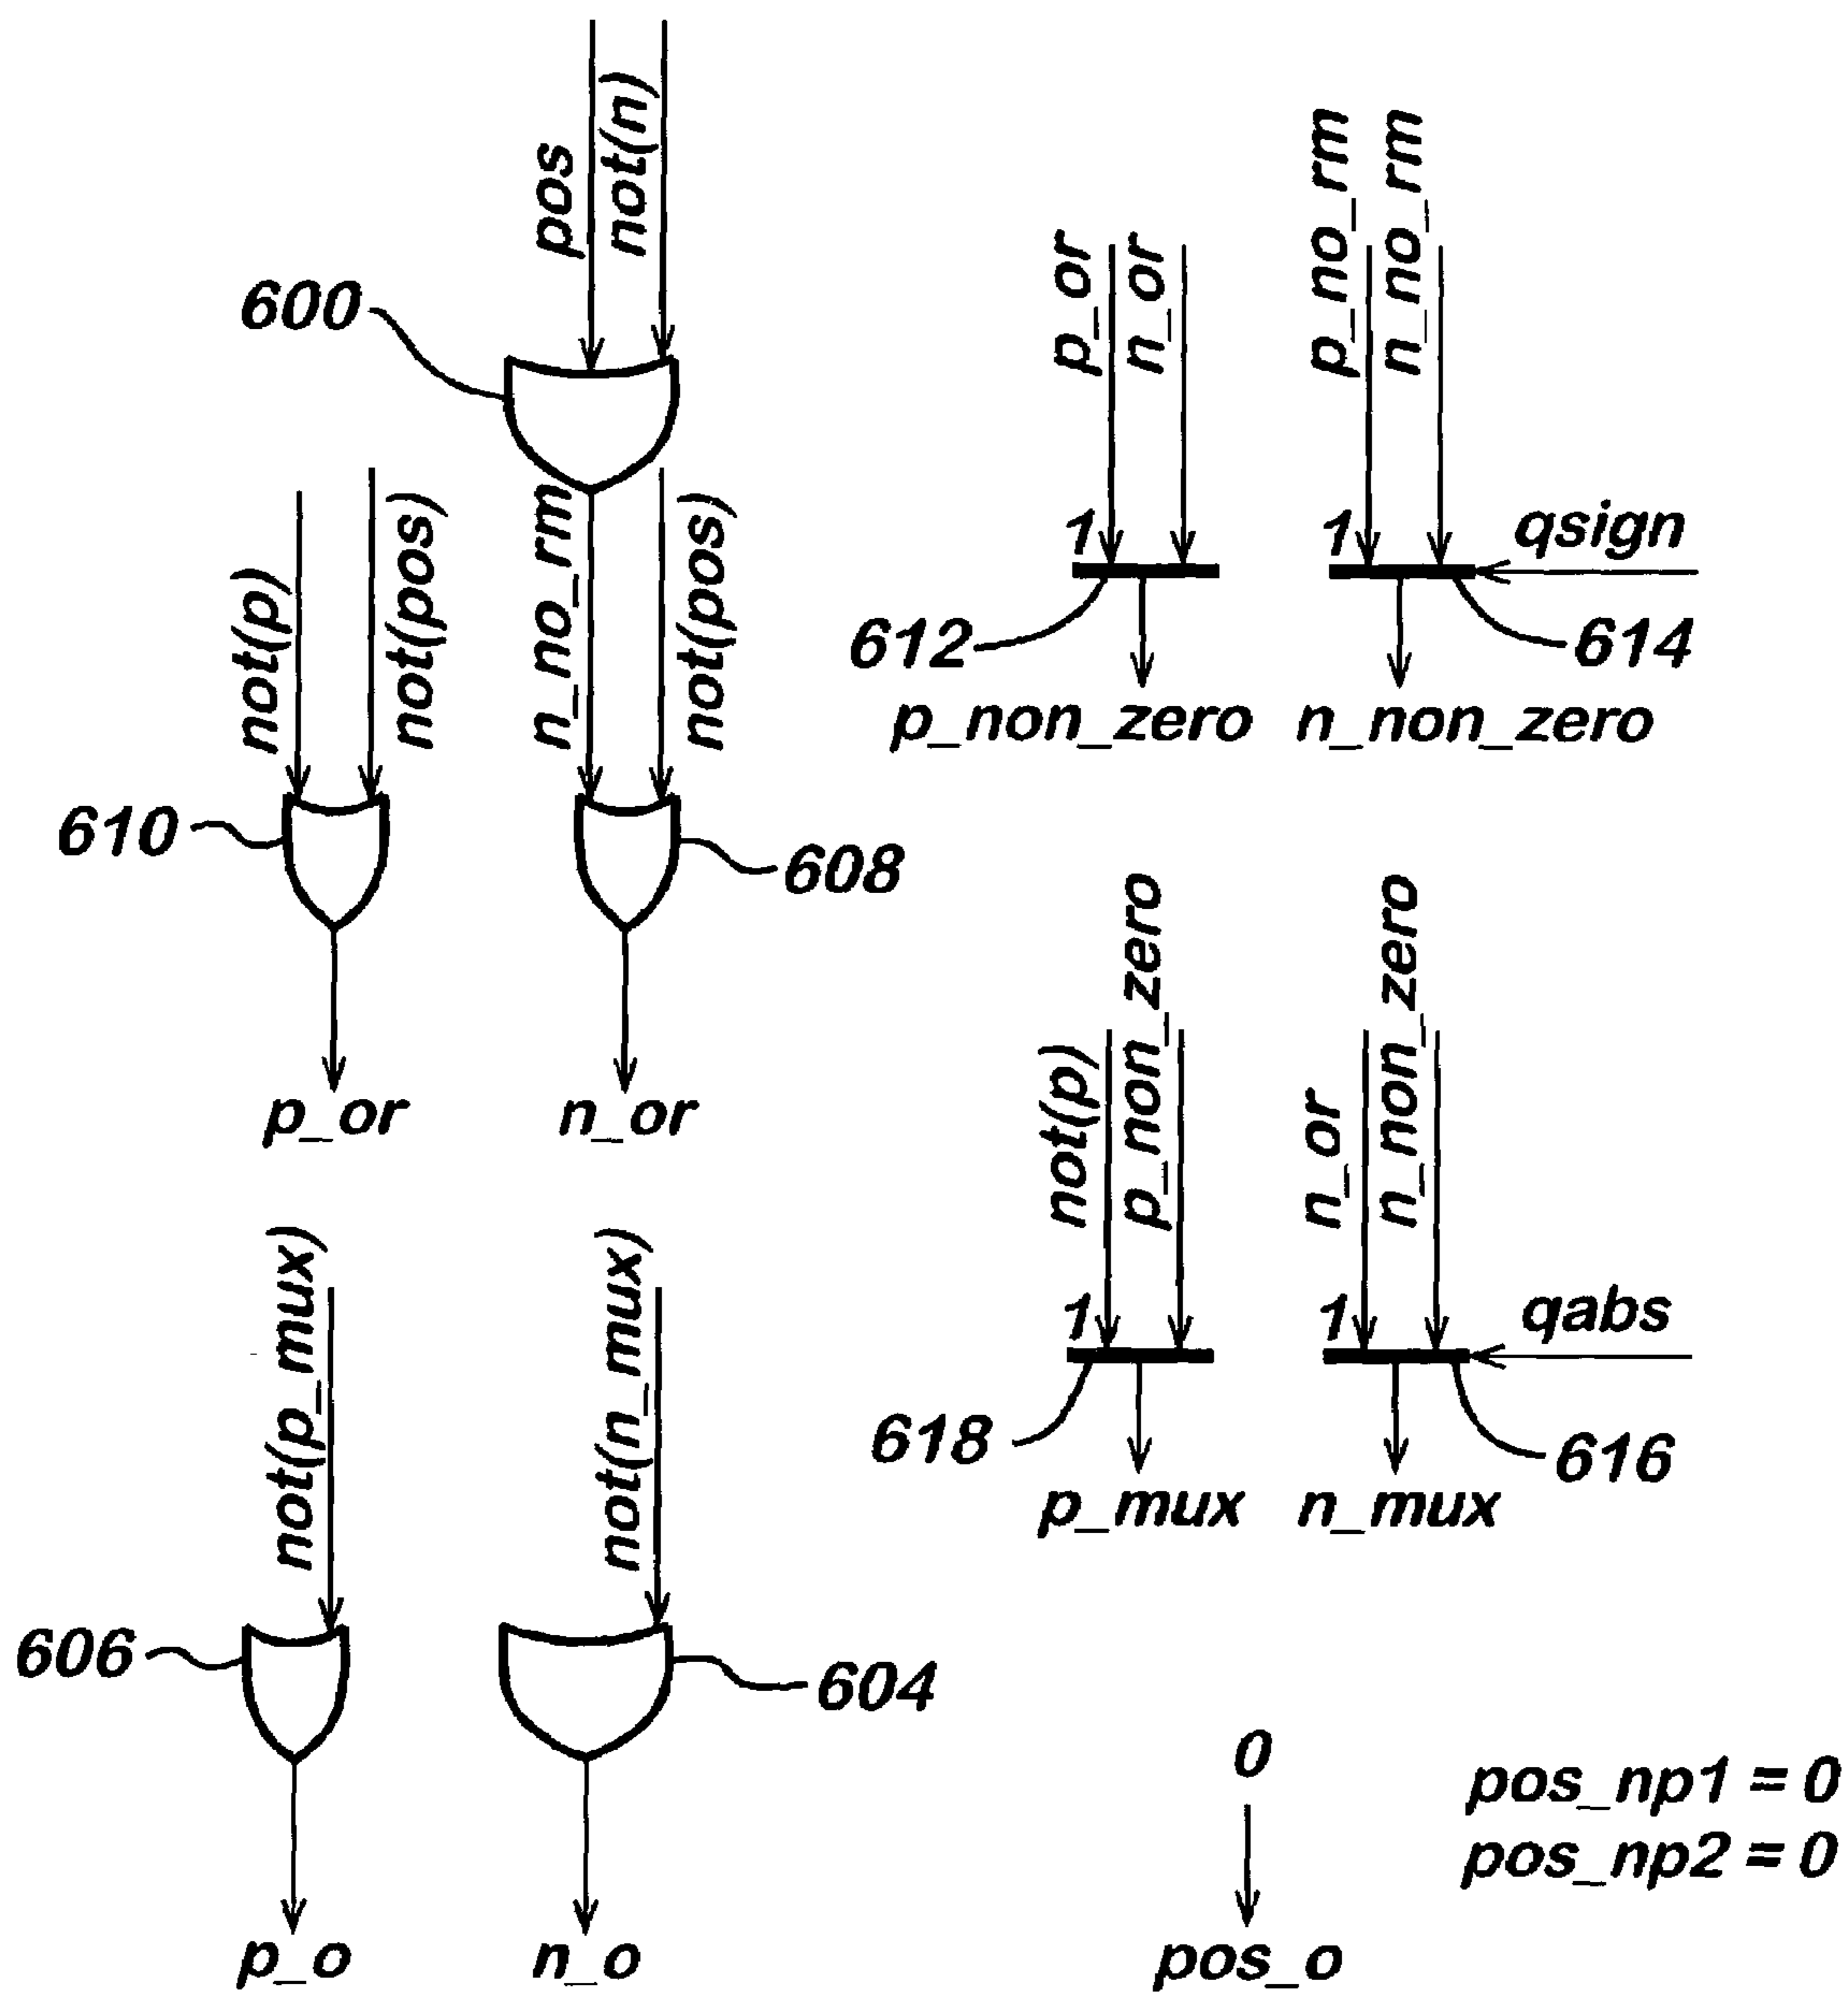 pos
not(n)
600
not(p)
not(pos)
n_no_rm
not(pos)
610
608
p_or
n_or
p_or
n_or
p_no_rm
n_no_rm
1
1
qsign
612
614
p_non_zero
n_non_zero
not(p)
p_non_zero
n_or
n_non_zero
1
1
qabs
618
616
p_mux
n_mux
not(p_mux)
not(n_mux)
606
604
p_o
n_o
0
pos_o
pos_np1 = 0
pos_np2 = 0